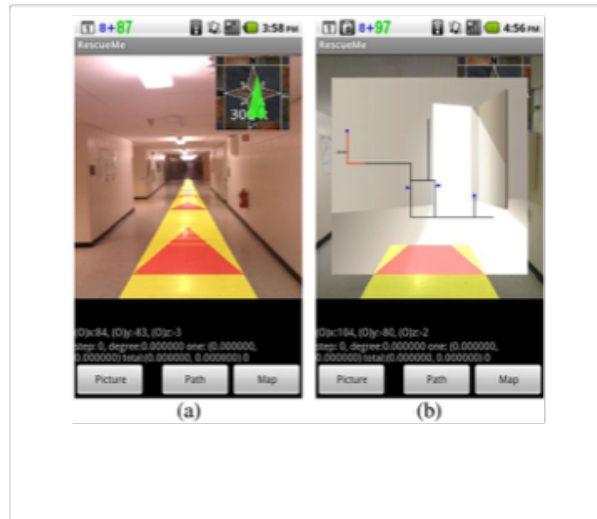 8+87 3:58 PM
RescueMe
300 ft
(O)x:84, (O)y:-83, (O)z:-3
step: 0, degree:0.000000 one: (0.000000,
0.000000) total:(0.000000, 0.000000) 0
Picture Path Map
(a)
8+97 4:56 PM
RescueMe
(O)x:104, (O)y:-80, (O)z:-2
step: 0, degree:0.000000 one: (0.000000,
0.000000) total:(0.000000, 0.000000) 0
Picture Path Map
(b)